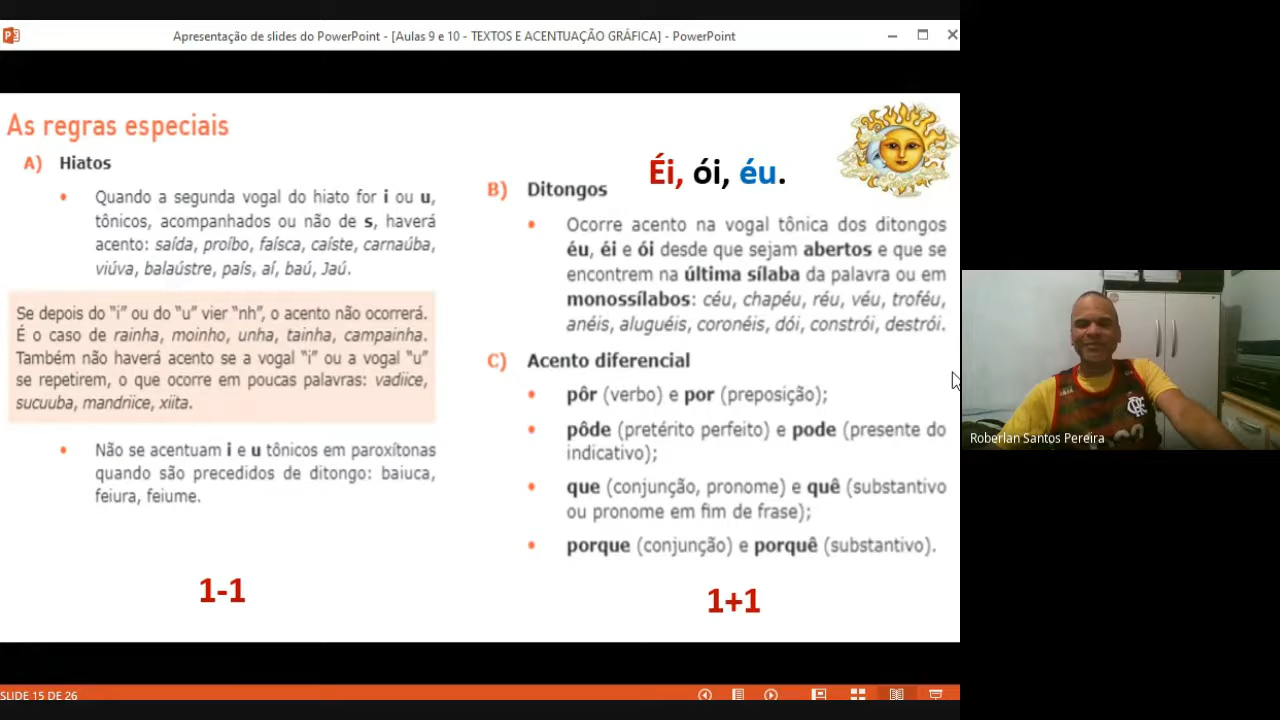 Apresentação de slides do PowerPoint - [Aulas 9 e 10 - TEXTOS E ACENTUAÇÃO GRÁFICA] - PowerPoint
As regras especiais
A) Hiatos
• Quando a segunda vogal do hiato for i ou u,
tônicos, acompanhados ou não de s, haverá
acento: saída, proíbo, faísca, caíste, carnaúba,
viúva, balaústre, país, aí, baú, Jaú.
Se depois do “i” ou do “u” vier “nh”, o acento não ocorrerá.
É o caso de rainha, moinho, unha, tainha, campainha.
Também não haverá acento se a vogal “i” ou a vogal “u”
se repetirem, o que ocorre em poucas palavras: vadiice,
sucuuba, mandriice, xiita.
• Não se acentuam i e u tônicos em paroxítonas
quando são precedidos de ditongo: baiuca,
feiura, feiume.
1-1
Éi, ói, éu.
B) Ditongos
• Ocorre acento na vogal tônica dos ditongos
éu, éi e ói desde que sejam abertos e que se
encontrem na última sílaba da palavra ou em
monossílabos: céu, chapéu, réu, véu, troféu,
anéis, aluguéis, coronéis, dói, constrói, destrói.
C) Acento diferencial
• pôr (verbo) e por (preposição);
• pôde (pretérito perfeito) e pode (presente do
indicativo);
• que (conjunção, pronome) e quê (substantivo
ou pronome em fim de frase);
• porque (conjunção) e porquê (substantivo).
1+1
Roberlan Santos Pereira
SLIDE 15 DE 26